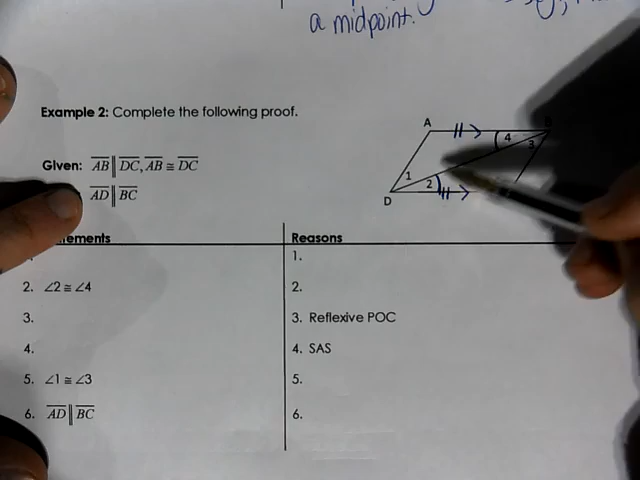 a midpoint.
Example 2: Complete the following proof.
A
4
3
Given: AB ∥ DC, AB ≅ DC
1
2
AD ∥ BC
D
Reasons
1.
2. ∠2 ≅ ∠4
2.
3.
3. Reflexive POC
4.
4. SAS
5. ∠1 ≅ ∠3
5.
6. AD ∥ BC
6.